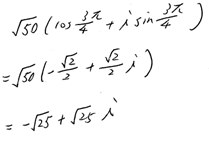 √50 (cos 3π/4 + i sin 3π/4)
= √50 (-√2/2 + √2/2 i)
= -√25 + √25 i